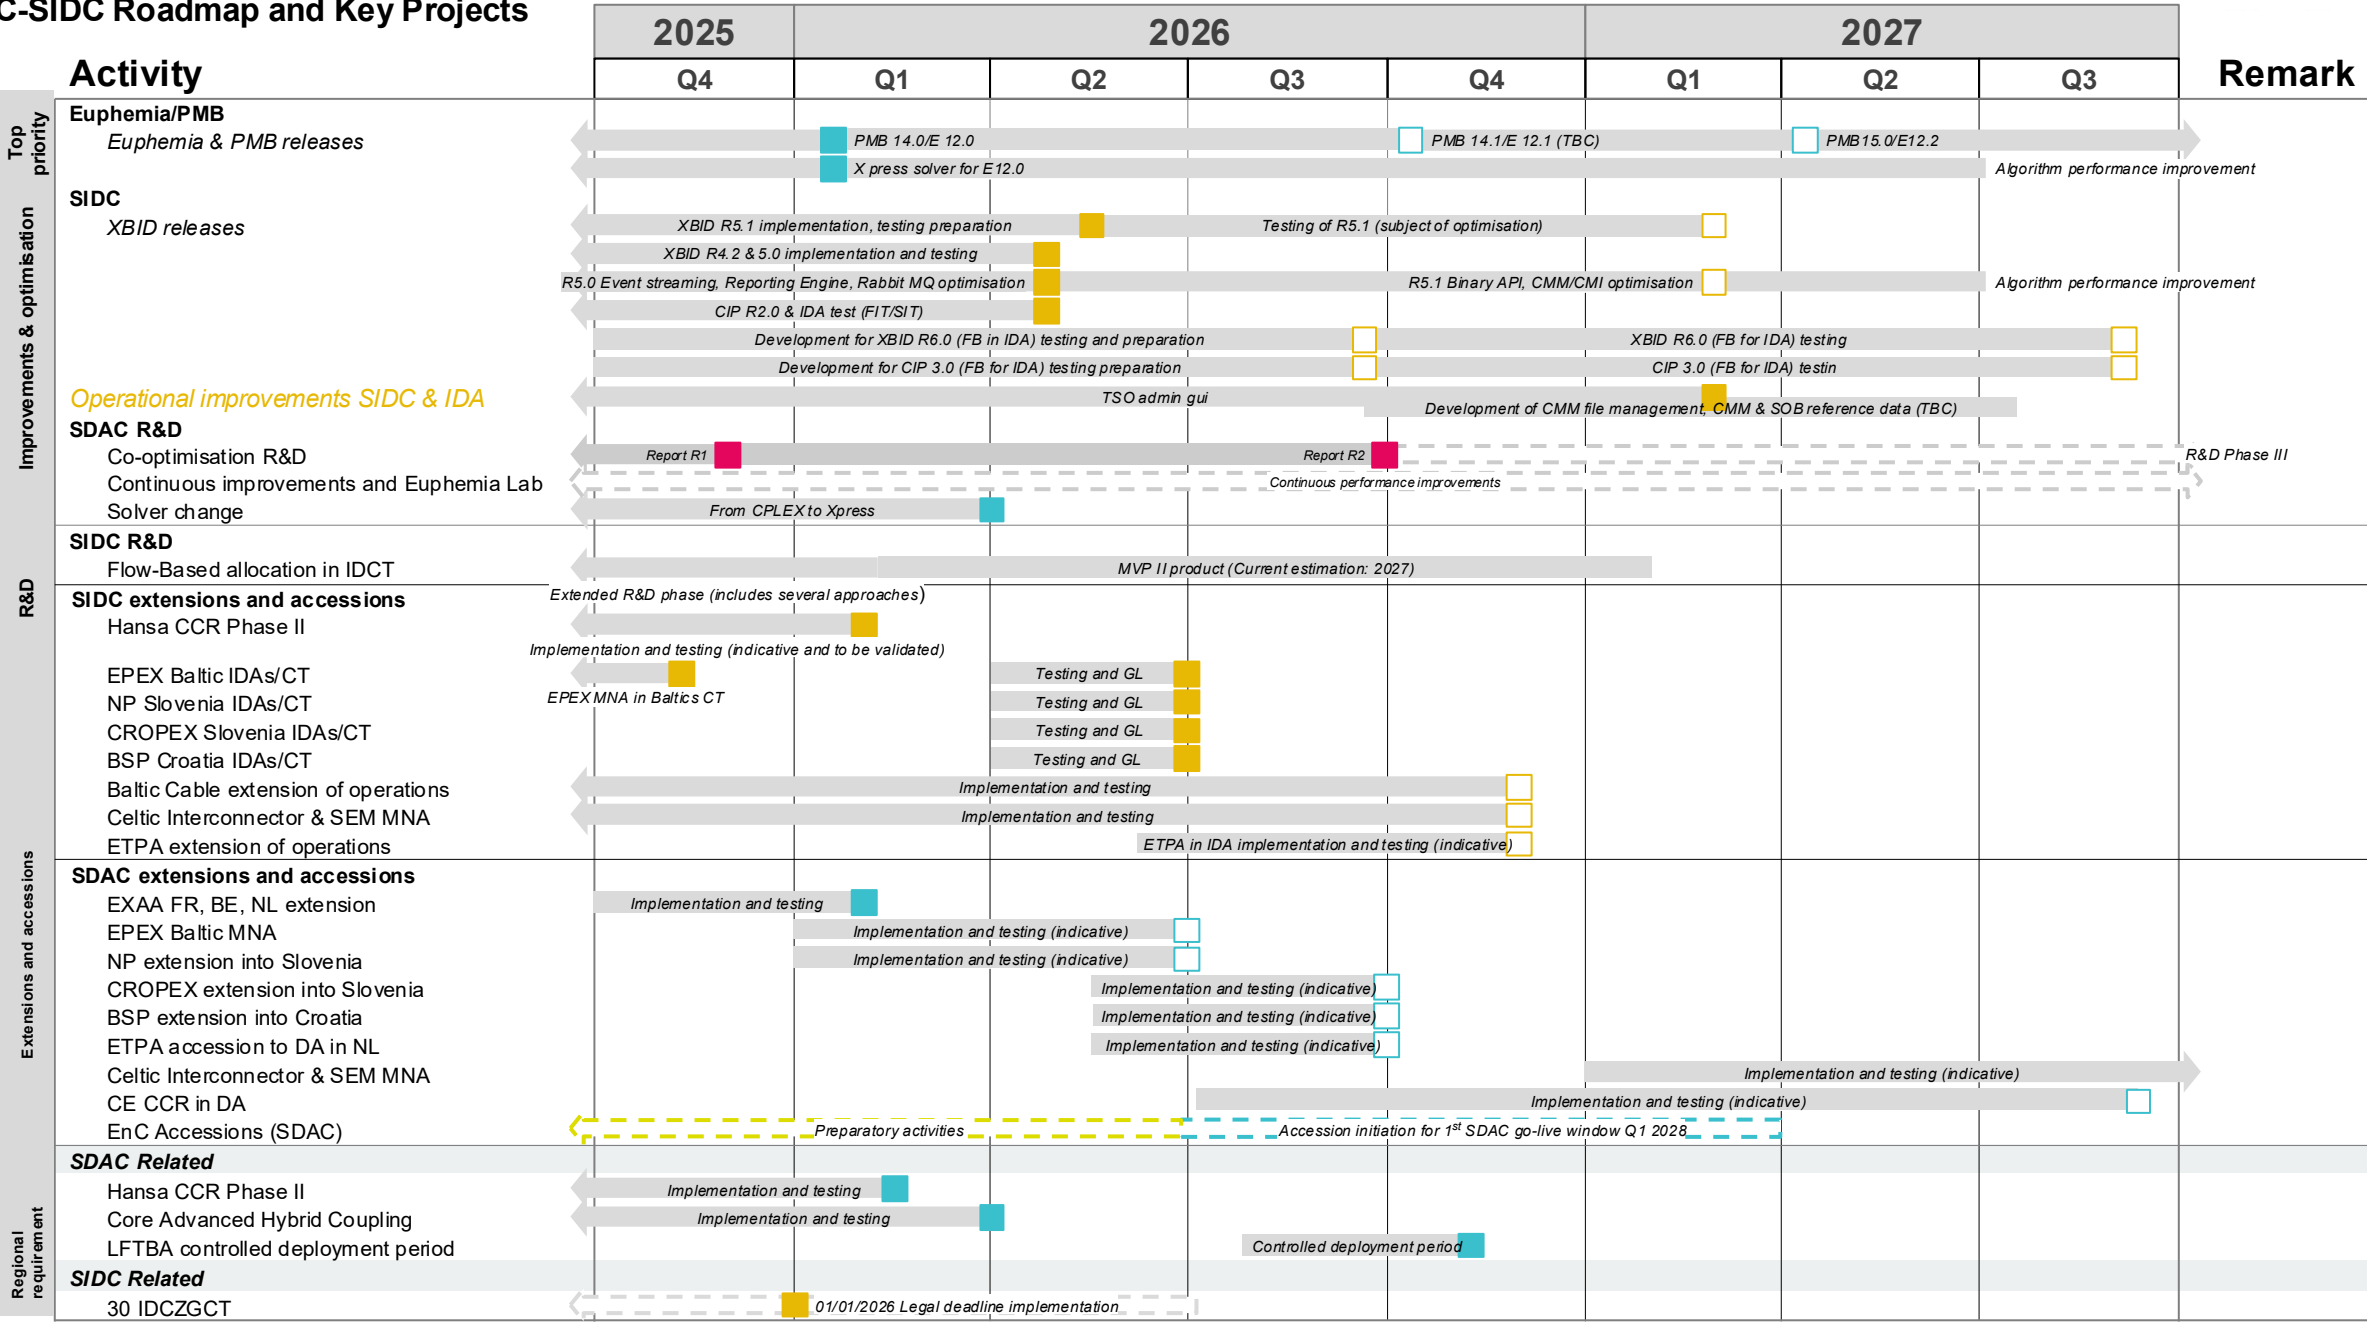 C-SIDC Roadmap and Key Projects
2025 2026 2027
Activity Q4 Q1 Q2 Q3 Q4 Q1 Q2 Q3 Remark
Top priority
Euphemia/PMB
Euphemia & PMB releases PMB 14.0/E 12.0 PMB 14.1/E 12.1 (TBC) PMB15.0/E12.2
X press solver for E12.0 Algorithm performance improvement
Improvements & optimisation
SIDC
XBID releases XBID R5.1 implementation, testing preparation Testing of R5.1 (subject of optimisation)
XBID R4.2 & 5.0 implementation and testing
R5.0 Event streaming, Reporting Engine, Rabbit MQ optimisation R5.1 Binary API, CMM/CMI optimisation Algorithm performance improvement
CIP R2.0 & IDA test (FIT/SIT)
Development for XBID R6.0 (FB in IDA) testing and preparation XBID R6.0 (FB for IDA) testing
Development for CIP 3.0 (FB for IDA) testing preparation CIP 3.0 (FB for IDA) testin
Operational improvements SIDC & IDA TSO admin gui
Development of CMM file management, CMM & SOB reference data (TBC)
SDAC R&D
Co-optimisation R&D Report R1 Report R2 R&D Phase III
Continuous improvements and Euphemia Lab Continuous performance improvements
Solver change From CPLEX to Xpress
R&D
SIDC R&D
Flow-Based allocation in IDCT MVP II product (Current estimation: 2027)
Extended R&D phase (includes several approaches)
Extensions and accessions
SIDC extensions and accessions
Hansa CCR Phase II
Implementation and testing (indicative and to be validated)
EPEX Baltic IDAs/CT Testing and GL
EPEX MNA in Baltics CT
NP Slovenia IDAs/CT Testing and GL
CROPEX Slovenia IDAs/CT Testing and GL
BSP Croatia IDAs/CT Testing and GL
Baltic Cable extension of operations Implementation and testing
Celtic Interconnector & SEM MNA Implementation and testing
ETPA extension of operations ETPA in IDA implementation and testing (indicative)
SDAC extensions and accessions
EXAA FR, BE, NL extension Implementation and testing
EPEX Baltic MNA Implementation and testing (indicative)
NP extension into Slovenia Implementation and testing (indicative)
CROPEX extension into Slovenia Implementation and testing (indicative)
BSP extension into Croatia Implementation and testing (indicative)
ETPA accession to DA in NL Implementation and testing (indicative)
Celtic Interconnector & SEM MNA Implementation and testing (indicative)
CE CCR in DA Implementation and testing (indicative)
EnC Accessions (SDAC) Preparatory activities Accession initiation for 1st SDAC go-live window Q1 2028
Regional requirement
SDAC Related
Hansa CCR Phase II Implementation and testing
Core Advanced Hybrid Coupling Implementation and testing
LFTBA controlled deployment period Controlled deployment period
SIDC Related
30 IDCZGCT 01/01/2026 Legal deadline implementation